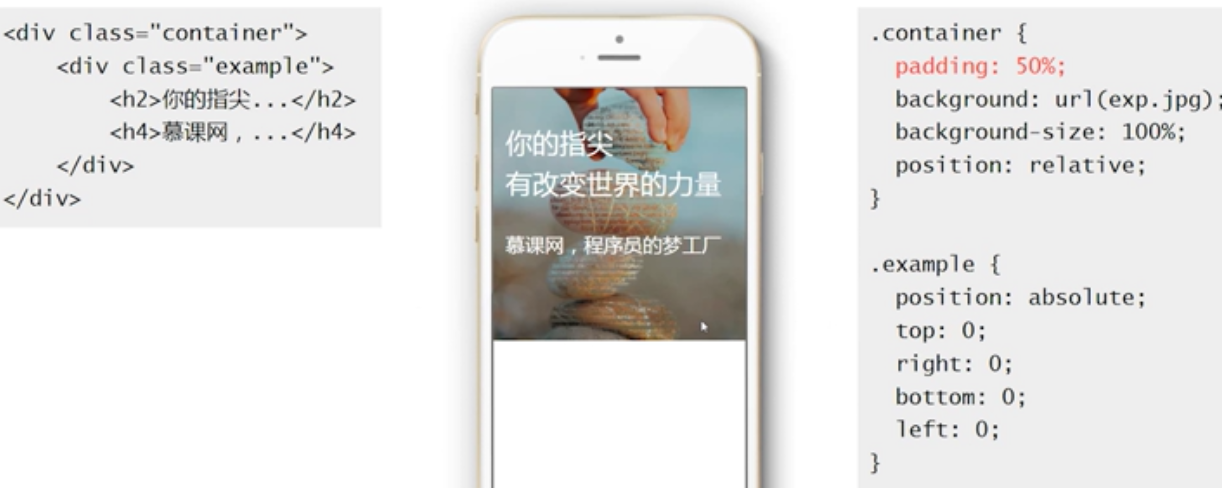 <div class="container">
<div class="example">
<h2>你的指尖...</h2>
<h4>慕课网，...</h4>
</div>
</div>
你的指尖
有改变世界的力量
慕课网，程序员的梦工厂
.container {
padding: 50%;
background: url(exp.jpg);
background-size: 100%;
position: relative;
}
.example {
position: absolute;
top: 0;
right: 0;
bottom: 0;
left: 0;
}